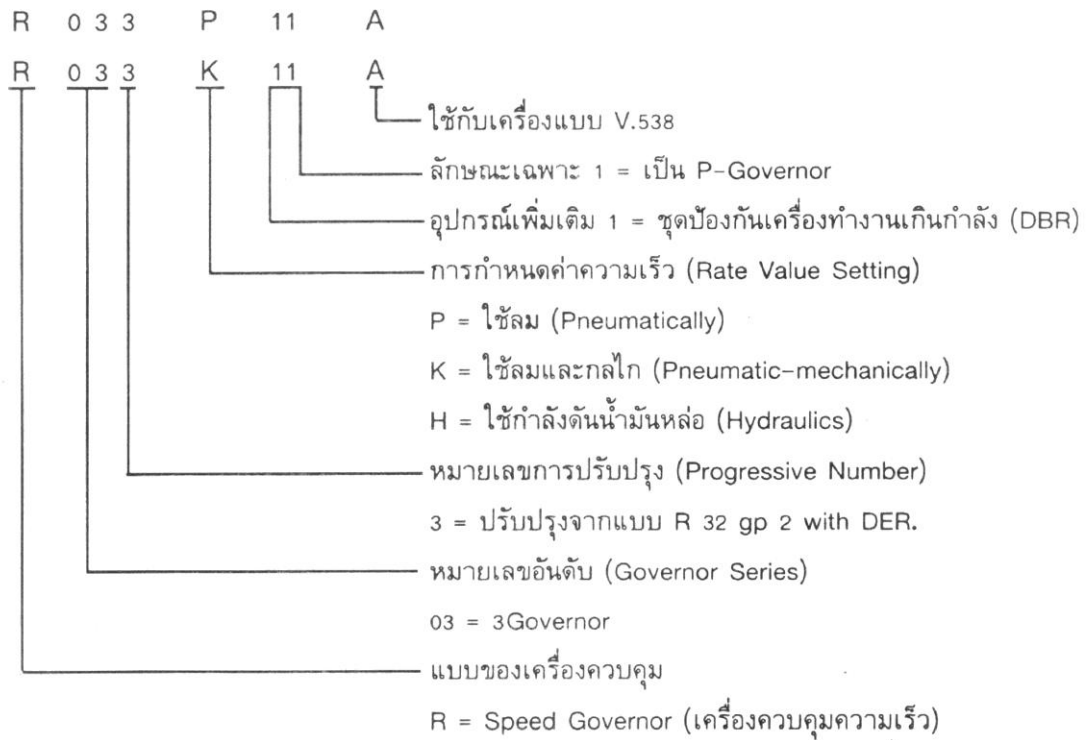 R 0 3 3 P 11 A
R 0 3 3 K 11 A
ใช้กับเครื่องแบบ V.538
ลักษณะเฉพาะ 1 = เป็น P-Governor
อุปกรณ์เพิ่มเติม 1 = ชุดป้องกันเครื่องทำงานเกินกำลัง (DBR)
การกำหนดค่าความเร็ว (Rate Value Setting)
P = ใช้ลม (Pneumatically)
K = ใช้ลมและกลไก (Pneumatic-mechanically)
H = ใช้กำลังดันน้ำมันหล่อ (Hydraulics)
หมายเลขการปรับปรุง (Progressive Number)
3 = ปรับปรุงจากแบบ R 32 gp 2 with DER.
หมายเลขอันดับ (Governor Series)
03 = 3Governor
แบบของเครื่องควบคุม
R = Speed Governor (เครื่องควบคุมความเร็ว)